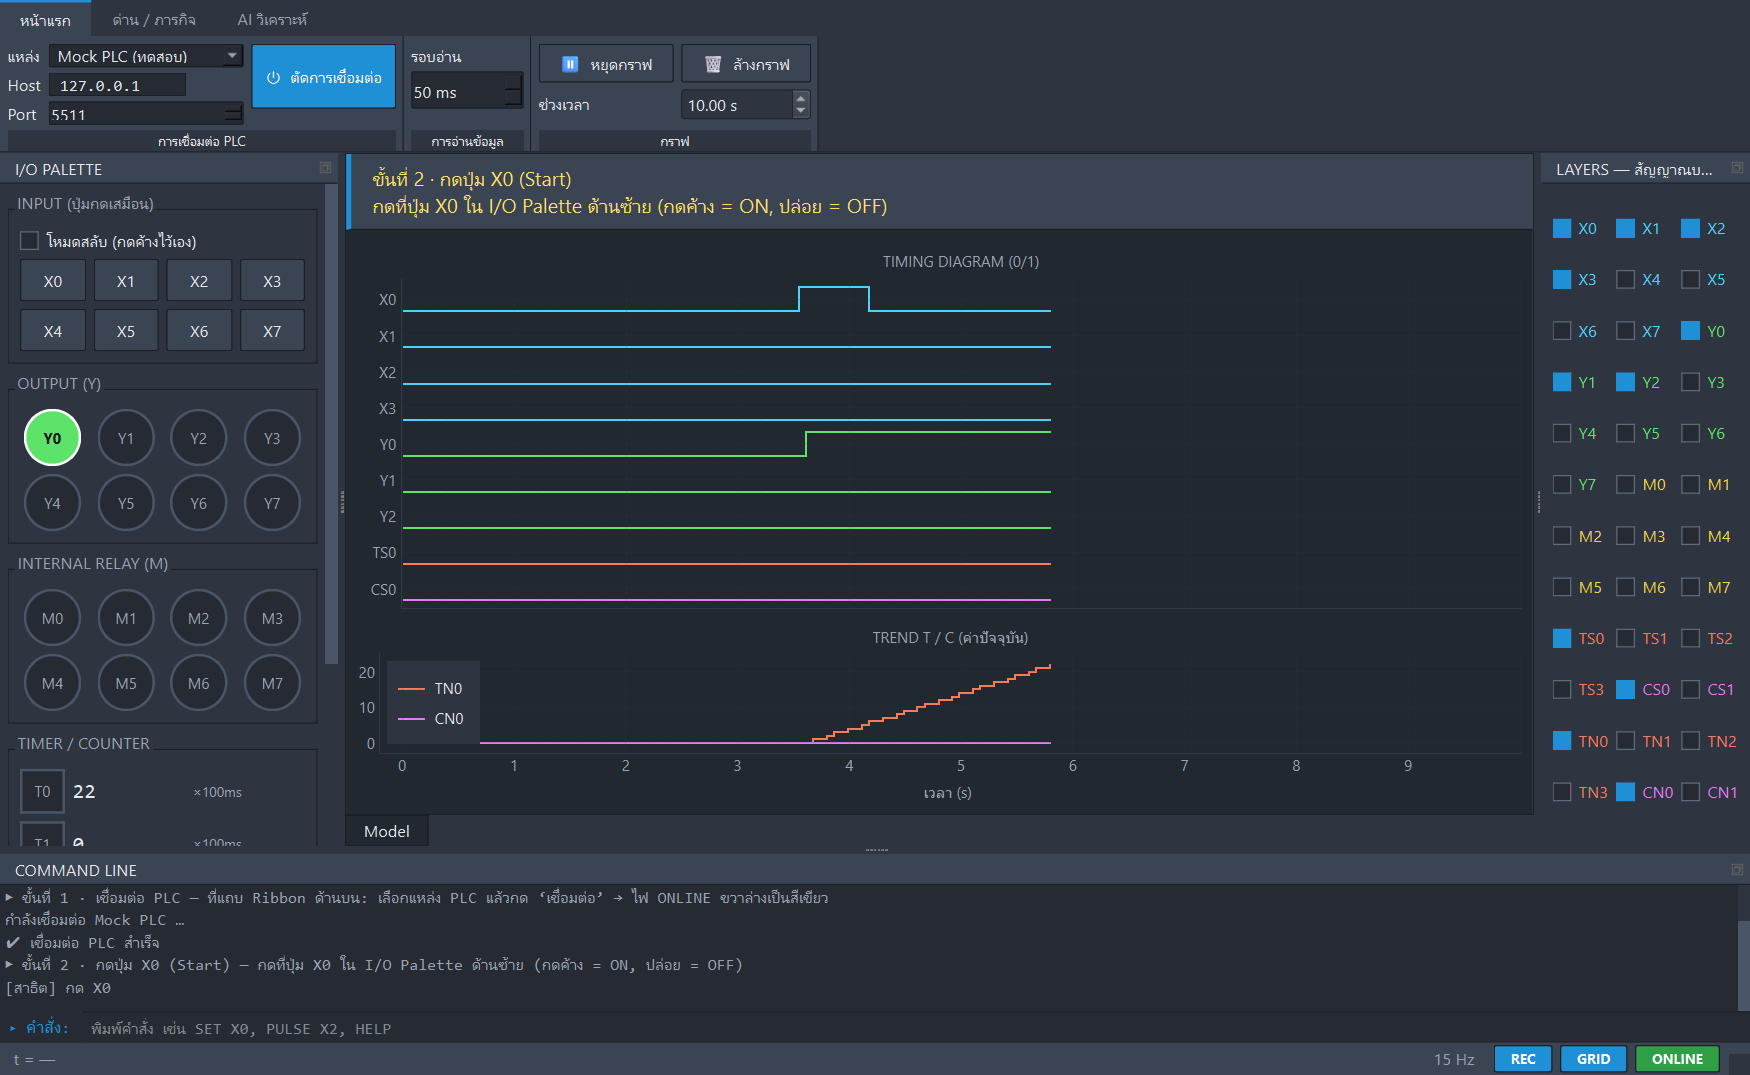 หน้าแรก
ด่าน / ภารกิจ
AI วิเคราะห์
แหล่ง
Mock PLC (ทดสอบ)
Host
127.0.0.1
Port
5511
ตัดการเชื่อมต่อ
การเชื่อมต่อ PLC
รอบอ่าน
50 ms
การอ่านข้อมูล
หยุดกราฟ
ล้างกราฟ
ช่วงเวลา
10.00 s
กราฟ
I/O PALETTE
INPUT (ปุ่มกดเสมือน)
โหมดสลับ (กดค้างไว้เอง)
X0 X1 X2 X3
X4 X5 X6 X7
OUTPUT (Y)
Y0 Y1 Y2 Y3
Y4 Y5 Y6 Y7
INTERNAL RELAY (M)
M0 M1 M2 M3
M4 M5 M6 M7
TIMER / COUNTER
T0 22 ×100ms
T1 0 ×100ms
ขั้นที่ 2 · กดปุ่ม X0 (Start)
กดที่ปุ่ม X0 ใน I/O Palette ด้านซ้าย (กดค้าง = ON, ปล่อย = OFF)
TIMING DIAGRAM (0/1)
X0
X1
X2
X3
Y0
Y1
Y2
TS0
CS0
TREND T / C (ค่าปัจจุบัน)
20
10
0
TN0
CN0
0 1 2 3 4 5 6 7 8 9
เวลา (s)
Model
LAYERS — สัญญาณบ...
X0 X1 X2
X3 X4 X5
X6 X7 Y0
Y1 Y2 Y3
Y4 Y5 Y6
Y7 M0 M1
M2 M3 M4
M5 M6 M7
TS0 TS1 TS2
TS3 CS0 CS1
TN0 TN1 TN2
TN3 CN0 CN1
COMMAND LINE
▸ ขั้นที่ 1 · เชื่อมต่อ PLC — ที่แถบ Ribbon ด้านบน: เลือกแหล่ง PLC แล้วกด ‘เชื่อมต่อ’ → ไฟ ONLINE ขวาล่างเป็นสีเขียว
กำลังเชื่อมต่อ Mock PLC …
✔ เชื่อมต่อ PLC สำเร็จ
▸ ขั้นที่ 2 · กดปุ่ม X0 (Start) — กดที่ปุ่ม X0 ใน I/O Palette ด้านซ้าย (กดค้าง = ON, ปล่อย = OFF)
[สาธิต] กด X0
▸ คำสั่ง: พิมพ์คำสั่ง เช่น SET X0, PULSE X2, HELP
t = —
15 Hz
REC
GRID
ONLINE